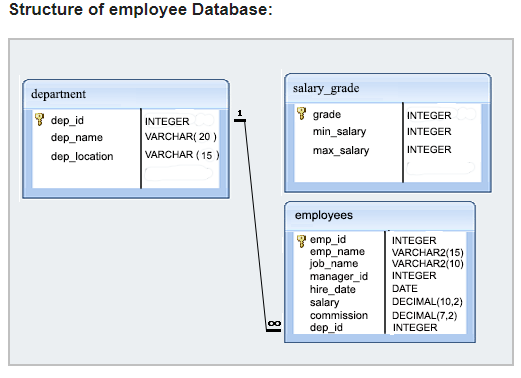 Structure of employee Database:
department
dep_id INTEGER
dep_name VARCHAR( 20 )
dep_location VARCHAR ( 15 )
1
salary_grade
grade INTEGER
min_salary INTEGER
max_salary INTEGER
employees
emp_id INTEGER
emp_name VARCHAR2(15)
job_name VARCHAR2(10)
manager_id INTEGER
hire_date DATE
salary DECIMAL(10,2)
commission DECIMAL(7,2)
dep_id INTEGER
∞